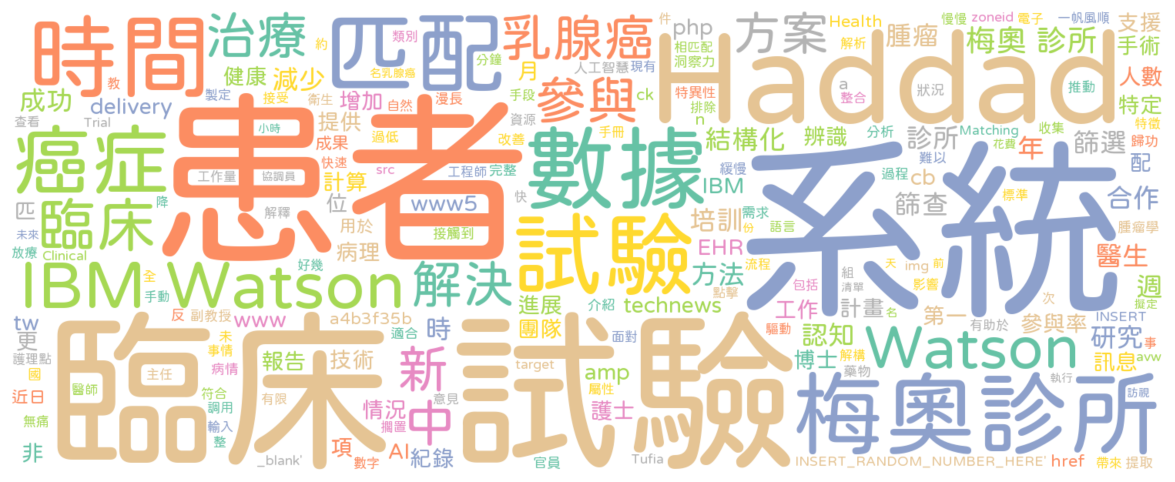 時間
治療
匹配
乳腺癌
Haddad
方案
腫瘤
梅奧 診所
支援
手術
php
Health
慢慢
zoneid
電子
一帆風順
件
約
類別
分鐘
人工智慧
現有
相匹配
洞察力
解析
教
名乳腺癌
健康
減少
月
成功
delivery
製定
接受
衛生
增加
自然
漫長
手段
參與
ck
特異性
排除
n
a
整合
狀況
推動
人數
特定
特徵
查看
Trial
小時
提供
成果
過低
資源
改善
手冊
結構化
辨識
分析
診所
Matching
收集
花費
年
篩選
歸功
癌症
患者
數據
系統
難以
配
工作量
協調員
快速
計算
src
工程師
完整
緩慢
IBM
過程
cb
標準
合作
匹
降
解釋
位
www5
快
需求
份
語言
篩查
未來
臨床
用於
接觸到
試驗
培訓
腫瘤學
放療
Clinical
病理
EHR
醫生
IBM Watson
全
手動
好幾
解決
方法
流程
天
img
前
組
清單
影響
包括
進展
介紹
點擊
technews
週
工作
計畫
名
擬定
tw
反
副教授
www
a4b3f35b
適合
時
團隊
面對
驅動
第一
次
參與率
INSERT
更
未
事情
有助於
認知
研究
事
護理點
國
病情
報告
技術
新
target
amp
博士
解構
Watson
訊息
aww
醫師
主任
藥物
執行
近日
符合
調用
有限
意見
屬性
護士
訪視
無痛
輸入
整
情況
中
擱置
臨床試驗
梅奧診所
非
_blank'
項
AI
數字
紀錄
官員
Tufia
INSERT_RANDOM_NUMBER_HERE'
href
帶來
提取